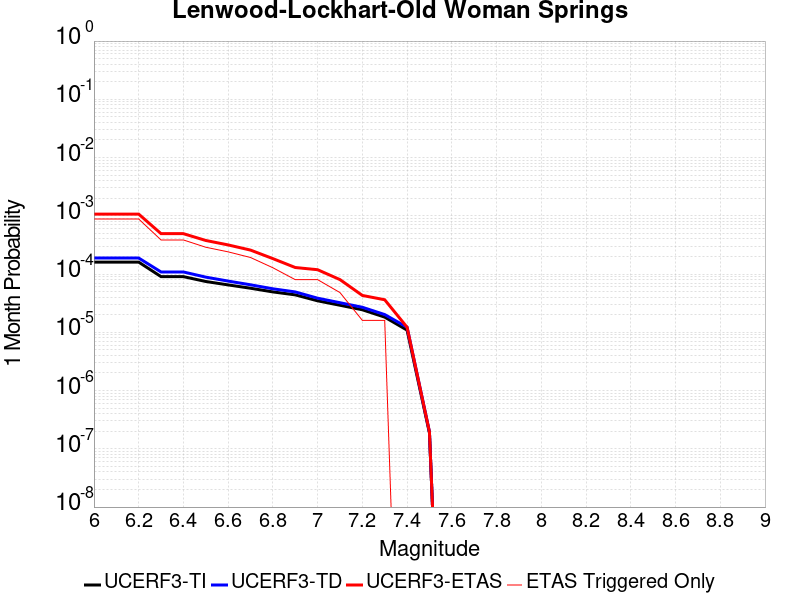 Lenwood-Lockhart-Old Woman Springs
10^0
10^-1
10^-2
10^-3
10^-4
10^-5
10^-6
10^-7
10^-8
1 Month Probability
6 6.2 6.4 6.6 6.8 7 7.2 7.4 7.6 7.8 8 8.2 8.4 8.6 8.8 9
Magnitude
UCERF3-TI UCERF3-TD UCERF3-ETAS ETAS Triggered Only